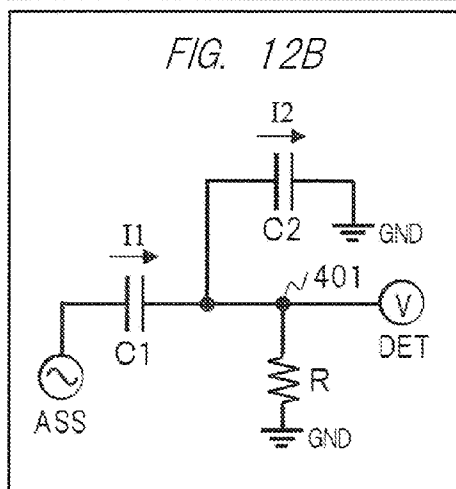 FIG. 12B
I2
C2
GND
I1
C1
401
V
DET
R
ASS
GND